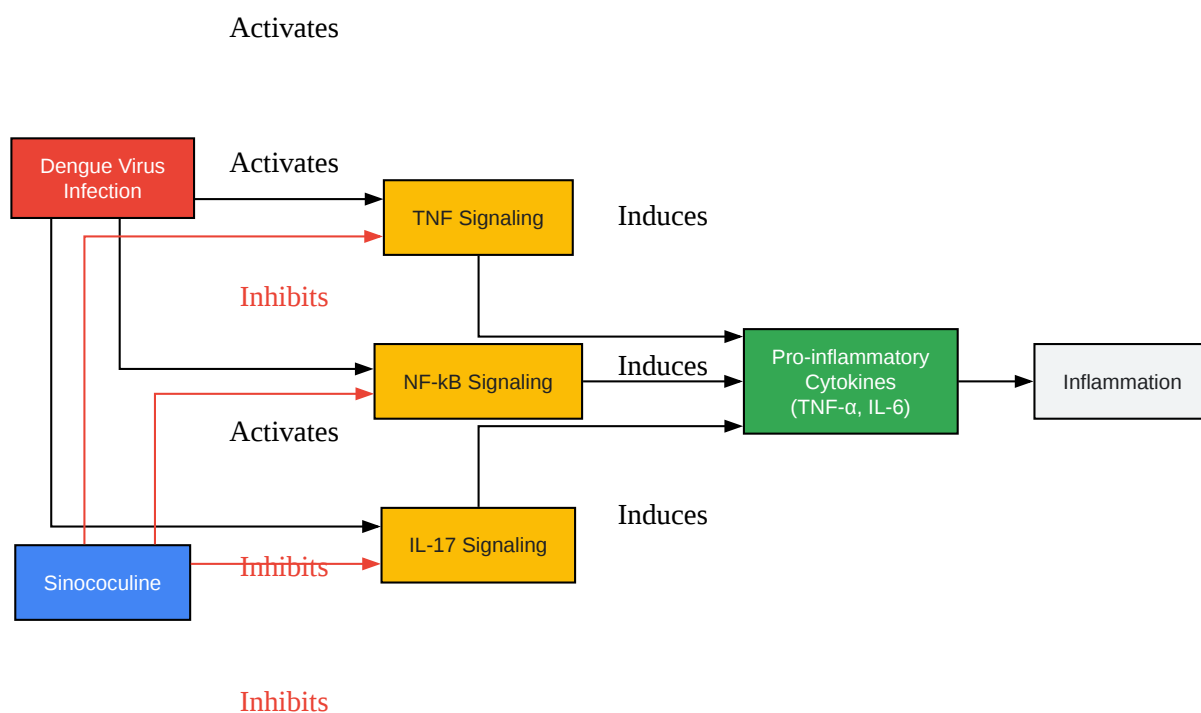 Activates
Dengue Virus
Infection
Activates
TNF Signaling
Induces
Inhibits
NF-kB Signaling
Induces
Pro-inflammatory
Cytokines
(TNF-α, IL-6)
Inflammation
Activates
Induces
IL-17 Signaling
Inhibits
Sinococuline
Inhibits